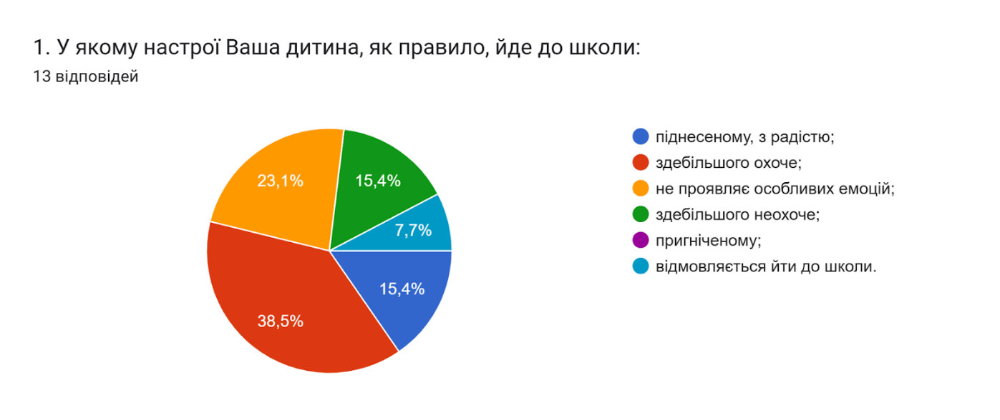 1. У якому настрої Ваша дитина, як правило, йде до школи:
13 відповідей
піднесеному, з радістю;
здебільшого охоче;
не проявляє особливих емоцій;
здебільшого неохоче;
пригніченому;
відмовляється йти до школи.
23,1%
15,4%
7,7%
15,4%
38,5%